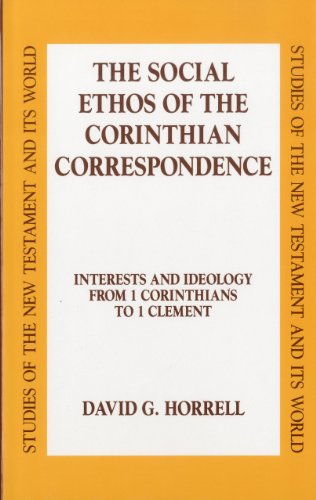 STUDIES OF THE NEW TESTAMENT AND ITS WORLD
THE SOCIAL
ETHOS OF THE
CORINTHIAN
CORRESPONDENCE
INTERESTS AND IDEOLOGY
FROM 1 CORINTHIANS
TO 1 CLEMENT
DAVID G. HORRELL
STUDIES OF THE NEW TESTAMENT AND ITS WORLD